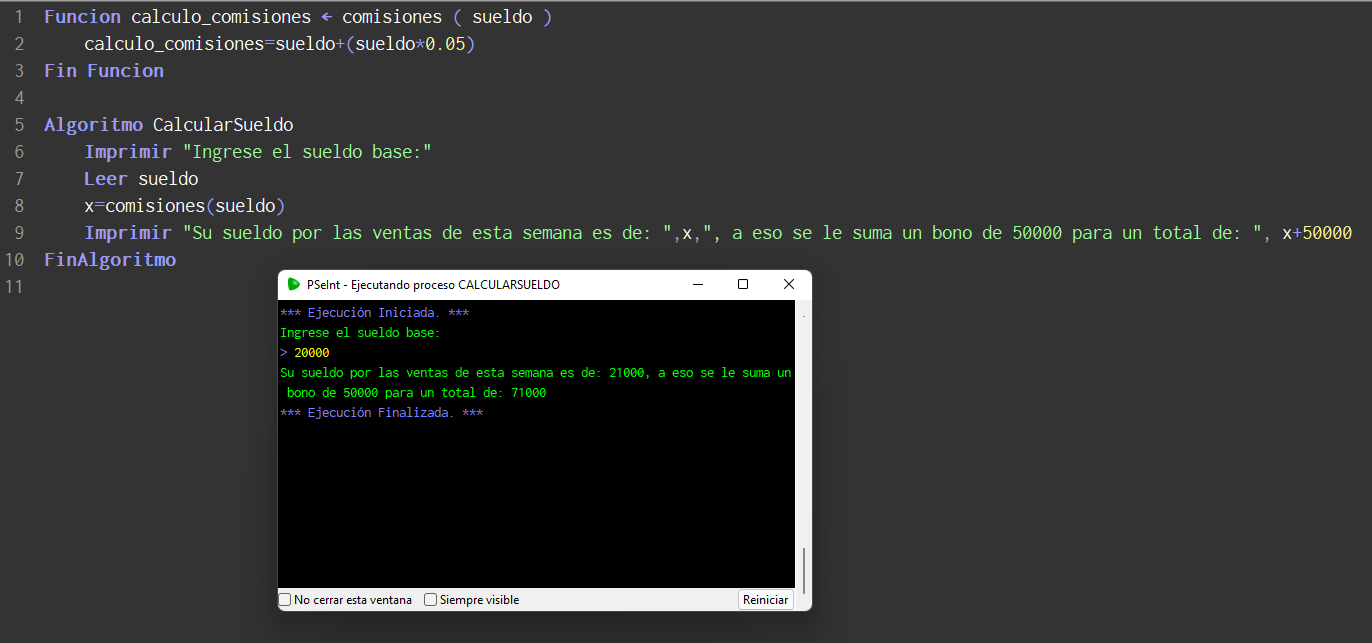 1 Funcion calculo_comisiones ← comisiones ( sueldo )
2 calculo_comisiones=sueldo+(sueldo*0.05)
3 Fin Funcion
4
5 Algoritmo CalcularSueldo
6 Imprimir "Ingrese el sueldo base:"
7 Leer sueldo
8 x=comisiones(sueldo)
9 Imprimir "Su sueldo por las ventas de esta semana es de: ",x,", a eso se le suma un bono de 50000 para un total de: ", x+50000
10 FinAlgoritmo
11
PSeInt - Ejecutando proceso CALCULARSUELDO
*** Ejecución Iniciada. ***
Ingrese el sueldo base:
> 20000
Su sueldo por las ventas de esta semana es de: 21000, a eso se le suma un
bono de 50000 para un total de: 71000
*** Ejecución Finalizada. ***
No cerrar esta ventana Siempre visible Reiniciar